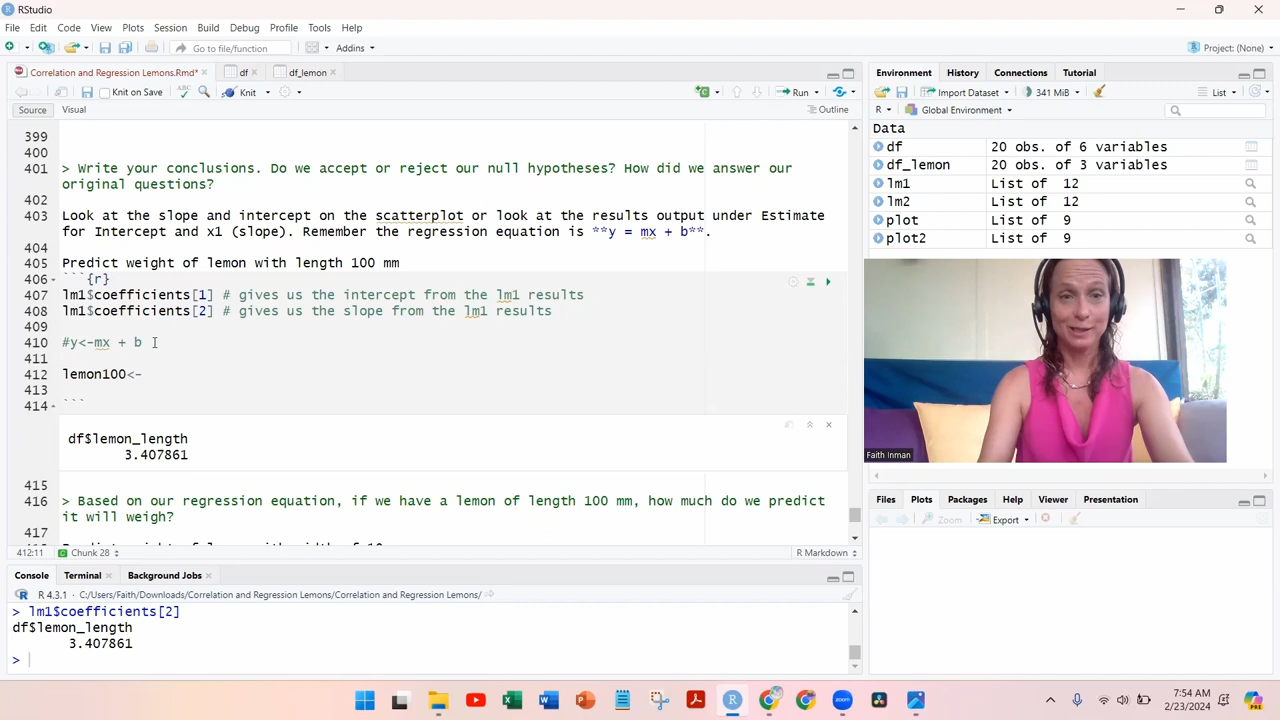 RStudio
File Edit Code View Plots Session Build Debug Profile Tools Help
Go to file/function Addins Project: (None)
Correlation and Regression Lemons.Rmd* df df_lemon
Knit on Save Knit Run
Source Visual Outline
399
400
401 > Write your conclusions. Do we accept or reject our null hypotheses? How did we answer our
original questions?
402
403 Look at the slope and intercept on the scatterplot or look at the results output under Estimate
for Intercept and x1 (slope). Remember the regression equation is **y = mx + b**.
404
405 Predict weight of lemon with length 100 mm
406 ```{r}
407 lm1$coefficients[1] # gives us the intercept from the lm1 results
408 lm1$coefficients[2] # gives us the slope from the lm1 results
409
410 #y<-mx + b
411
412 lemon100<-
413
414 ```
df$lemon_length
3.407861
415
416 > Based on our regression equation, if we have a lemon of length 100 mm, how much do we predict
it will weigh?
417
412:11 Chunk 28 R Markdown
Console Terminal Background Jobs
R 4.3.1 · C:/Users/Faith/Downloads/Correlation and Regression Lemons/Correlation and Regression Lemons/
> lm1$coefficients[2]
df$lemon_length
3.407861
>
Environment History Connections Tutorial
Import Dataset 341 MiB List
R Global Environment
Data
df 20 obs. of 6 variables
df_lemon 20 obs. of 3 variables
lm1 List of 12
lm2 List of 12
plot List of 9
plot2 List of 9
Faith Inman
Files Plots Packages Help Viewer Presentation
Zoom Export
7:54 AM
2/23/2024